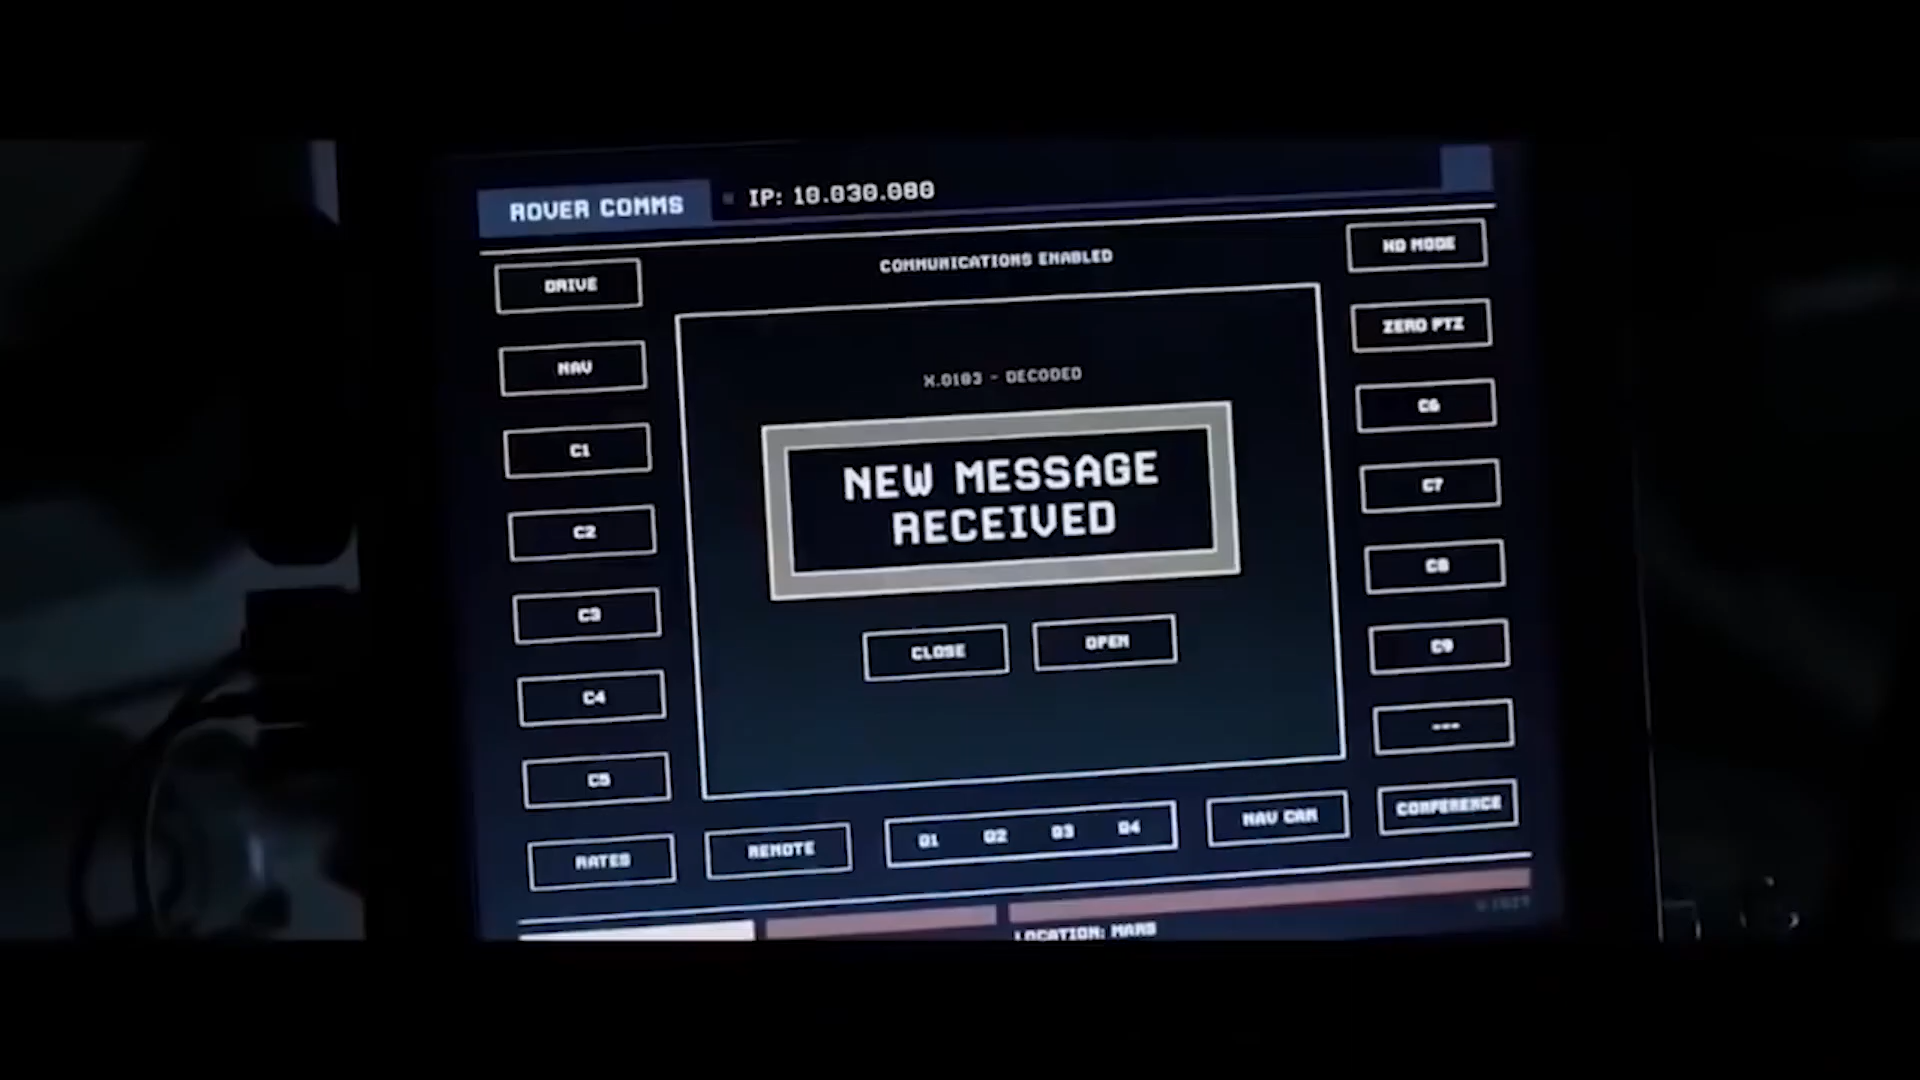 ROVER COMMS
IP: 10.030.080
COMMUNICATIONS ENABLED
HD MODE
DRIVE
ZERO PTZ
NAV
X.0183 - DECODED
C6
C1
NEW MESSAGE
RECEIVED
C7
C2
C8
C3
CLOSE
OPEN
C9
C4
---
C5
CONFERENCE
RATES
REMOTE
01
02
03
04
NAV CAM
LOCATION: MARS